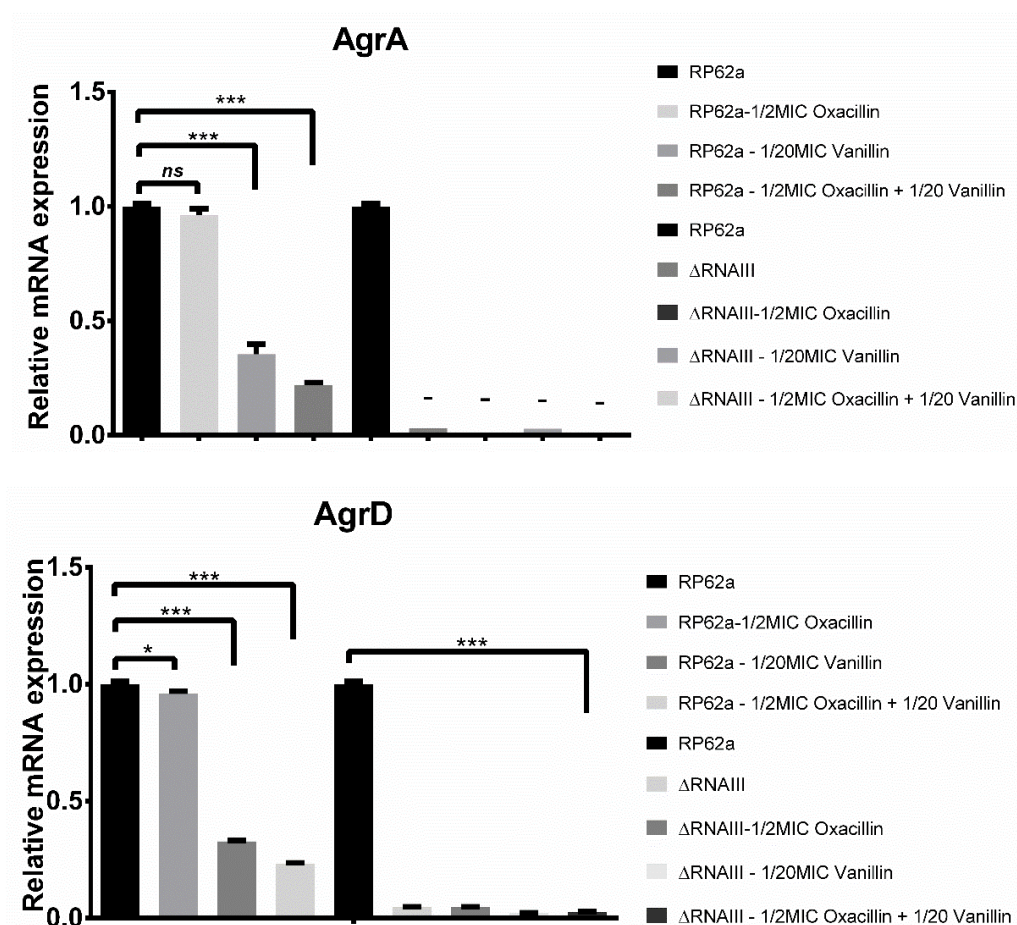 AgrA
Relative mRNA expression
1.5
1.0
0.5
0.0
***
***
ns
RP62a
RP62a-1/2MIC Oxacillin
RP62a - 1/20MIC Vanillin
RP62a - 1/2MIC Oxacillin + 1/20 Vanillin
RP62a
ΔRNAIII
ΔRNAIII-1/2MIC Oxacillin
ΔRNAIII - 1/20MIC Vanillin
ΔRNAIII - 1/2MIC Oxacillin + 1/20 Vanillin
AgrD
Relative mRNA expression
1.5
1.0
0.5
0.0
***
***
*
***
RP62a
RP62a-1/2MIC Oxacillin
RP62a - 1/20MIC Vanillin
RP62a - 1/2MIC Oxacillin + 1/20 Vanillin
RP62a
ΔRNAIII
ΔRNAIII-1/2MIC Oxacillin
ΔRNAIII - 1/20MIC Vanillin
ΔRNAIII - 1/2MIC Oxacillin + 1/20 Vanillin